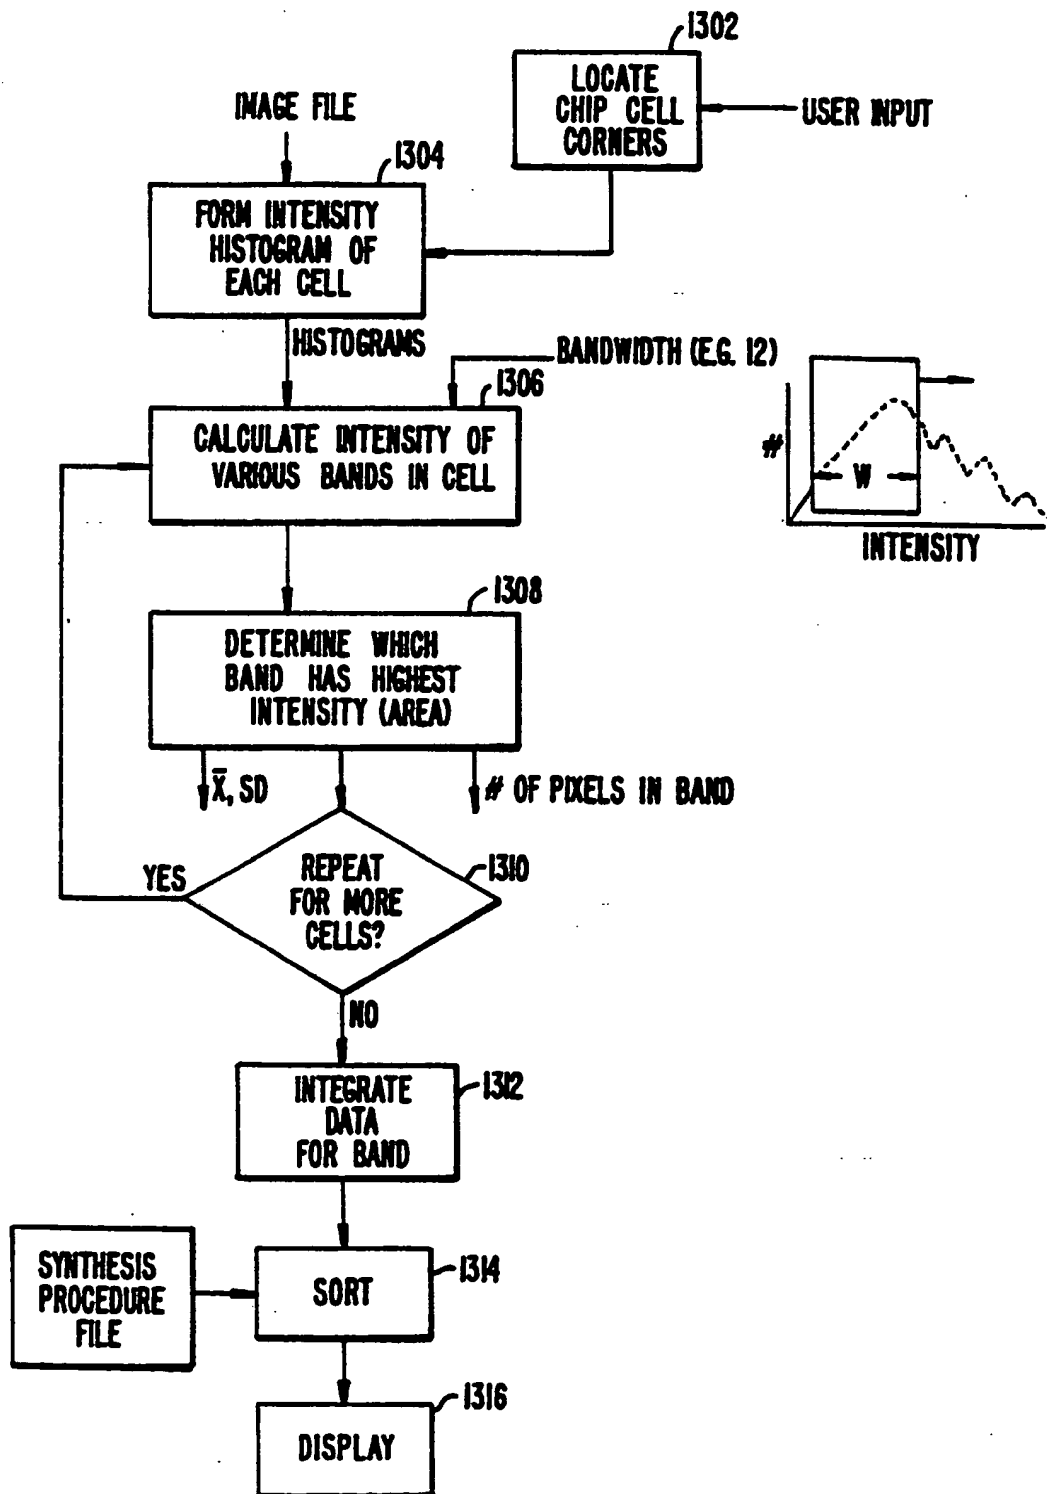 1302
LOCATE
CHIP CELL
CORNERS
USER INPUT
IMAGE FILE
1304
FORM INTENSITY
HISTOGRAM OF
EACH CELL
HISTOGRAMS
BANDWIDTH (E.G. 12)
1306
CALCULATE INTENSITY OF
VARIOUS BANDS IN CELL
#
W
INTENSITY
1308
DETERMINE WHICH
BAND HAS HIGHEST
INTENSITY (AREA)
X̄, SD
# OF PIXELS IN BAND
1310
REPEAT
FOR MORE
CELLS?
YES
NO
1312
INTEGRATE
DATA
FOR BAND
SYNTHESIS
PROCEDURE
FILE
1314
SORT
1316
DISPLAY